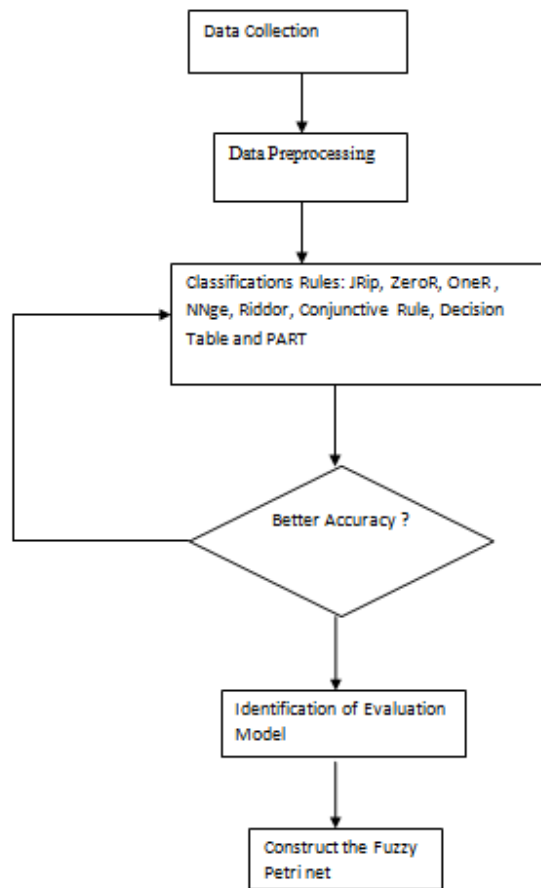 Data Collection
Data Preprocessing
Classifications Rules: JRip, ZeroR, OneR ,
NNge, Riddor, Conjunctive Rule, Decision
Table and PART
Better Accuracy ?
Identification of Evaluation
Model
Construct the Fuzzy
Petri net